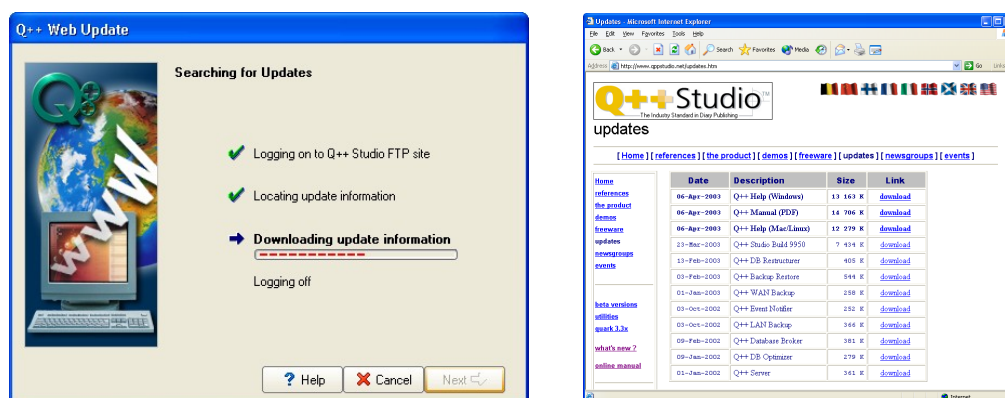 Q++ Web Update
Searching for Updates
Logging on to Q++ Studio FTP site
Locating update information
Downloading update information
Logging off
? Help
Cancel
Next
WWW
Updates - Microsoft Internet Explorer
File Edit View Favorites Tools Help
Back Search Favorites Media
Address http://www.qppstudio.net/updates.htm Go Links
Q++Studio™
The Industry Standard in Diary Publishing
updates
[ Home ] [ references ] [ the product ] [ demos ] [ freeware ] [ updates ] [ newsgroups ] [ events ]
Home
references
the product
demos
freeware
updates
newsgroups
events
beta versions
utilities
quark 3.3x
what's new ?
online manual
Date Description Size Link
06-Apr-2003 Q++ Help (Windows) 13 163 K download
06-Apr-2003 Q++ Manual (PDF) 14 706 K download
06-Apr-2003 Q++ Help (Mac/Linux) 12 279 K download
23-Mar-2003 Q++ Studio Build 9950 7 434 K download
13-Feb-2003 Q++ DB Restructurer 405 K download
03-Feb-2003 Q++ Backup Restore 544 K download
01-Jan-2003 Q++ WAN Backup 258 K download
03-Oct-2002 Q++ Event Notifier 252 K download
03-Oct-2002 Q++ LAN Backup 366 K download
09-Feb-2002 Q++ Database Broker 381 K download
09-Jan-2002 Q++ DB Optimizer 279 K download
01-Jan-2002 Q++ Server 361 K download
Internet